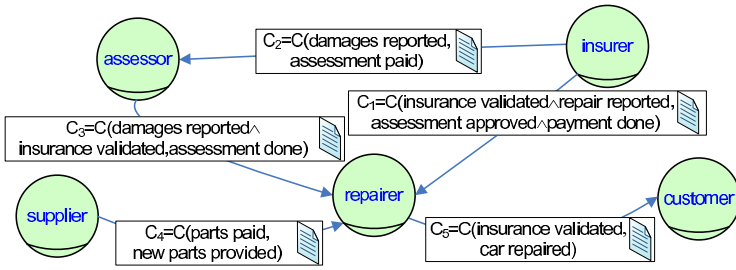 assessor
C₂=C(damages reported,
assessment paid)
insurer
C₁=C(insurance validated∧repair reported,
assessment approved∧payment done)
C₃=C(damages reported∧
insurance validated,assessment done)
repairer
customer
supplier
C₄=C(parts paid,
new parts provided)
C₅=C(insurance validated,
car repaired)